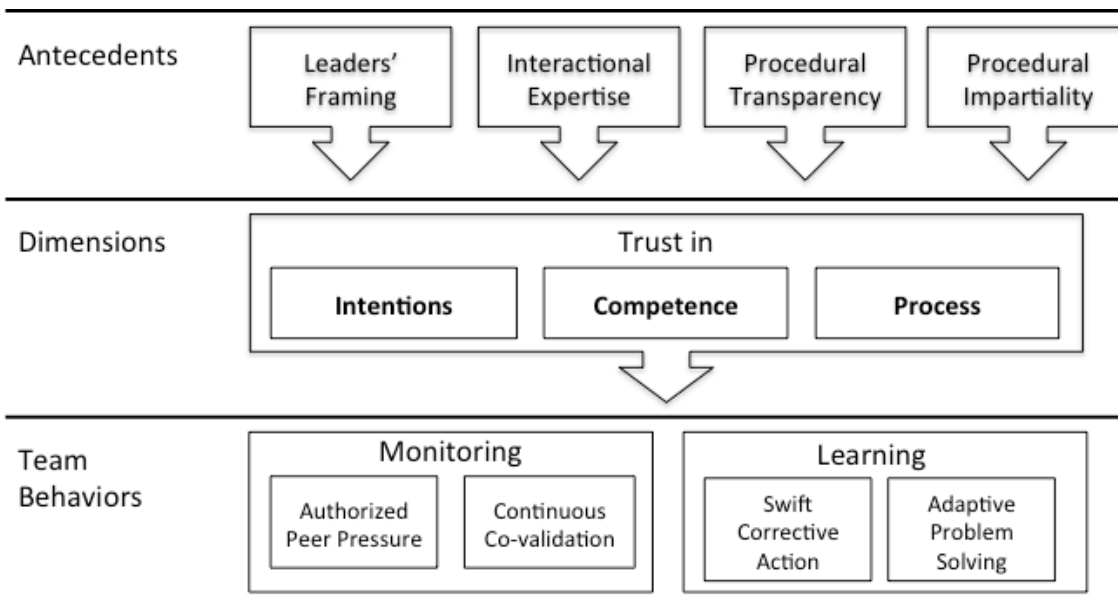 Antecedents
Leaders’
Framing
Interactional
Expertise
Procedural
Transparency
Procedural
Impartiality
Dimensions
Trust in
Intentions
Competence
Process
Team
Behaviors
Monitoring
Authorized
Peer Pressure
Continuous
Co-validation
Learning
Swift
Corrective
Action
Adaptive
Problem
Solving